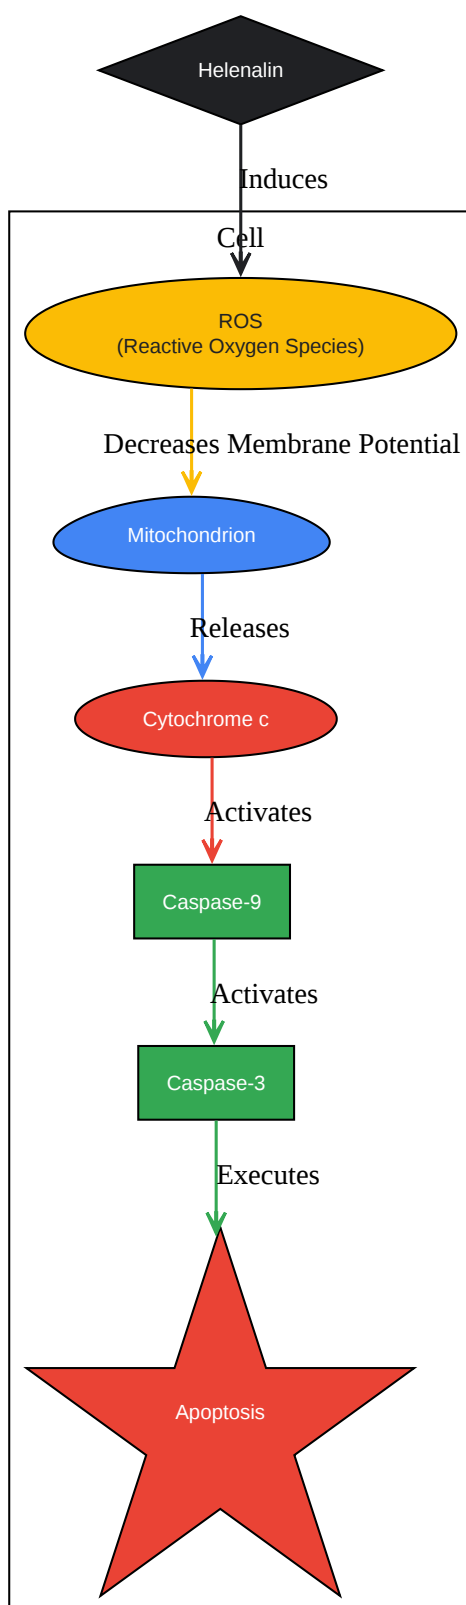 Helenalin
Induces
Cell
ROS
(Reactive Oxygen Species)
Decreases Membrane Potential
Mitochondrion
Releases
Cytochrome c
Activates
Caspase-9
Activates
Caspase-3
Executes
Apoptosis